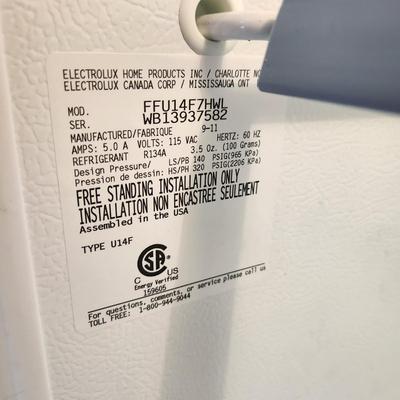 ELECTROLUX HOME PRODUCTS INC / CHARLOTTE NC
ELECTROLUX CANADA CORP / MISSISSAUGA ONT
MOD. FFU14F7HWL
SER. WB13937582
MANUFACTURED/FABRIQUE 9-11
AMPS: 5.0 A VOLTS: 115 VAC HERTZ: 60 HZ
REFRIGERANT R134A 3.5 Oz. (100 Grams)
Design Pressure/ LS/PB 140 PSIG(965 KPa)
Pression de dessin: HS/PH 320 PSIG(2206 KPa)
FREE STANDING INSTALLATION ONLY
INSTALLATION NON ENCASTREE SEULEMENT
Assembled in the USA
TYPE U14F
C SA US
Energy Verified
159605
For questions, comments, or service please call us
TOLL FREE: 1-800-944-9044